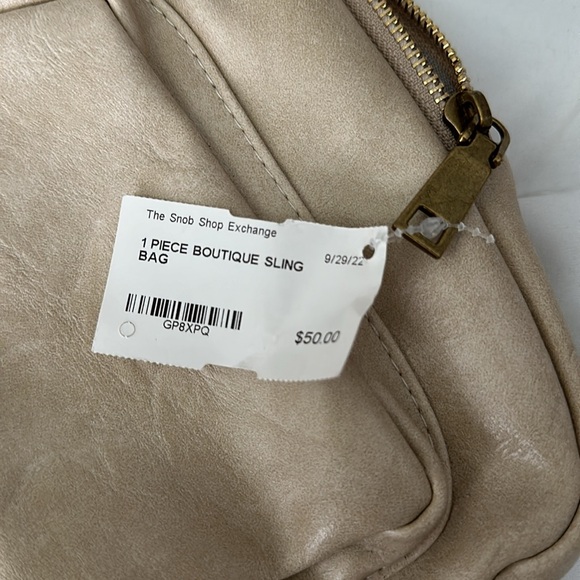 The Snob Shop Exchange
1 PIECE BOUTIQUE SLING 9/29/22
BAG
GP8XPQ
$50.00